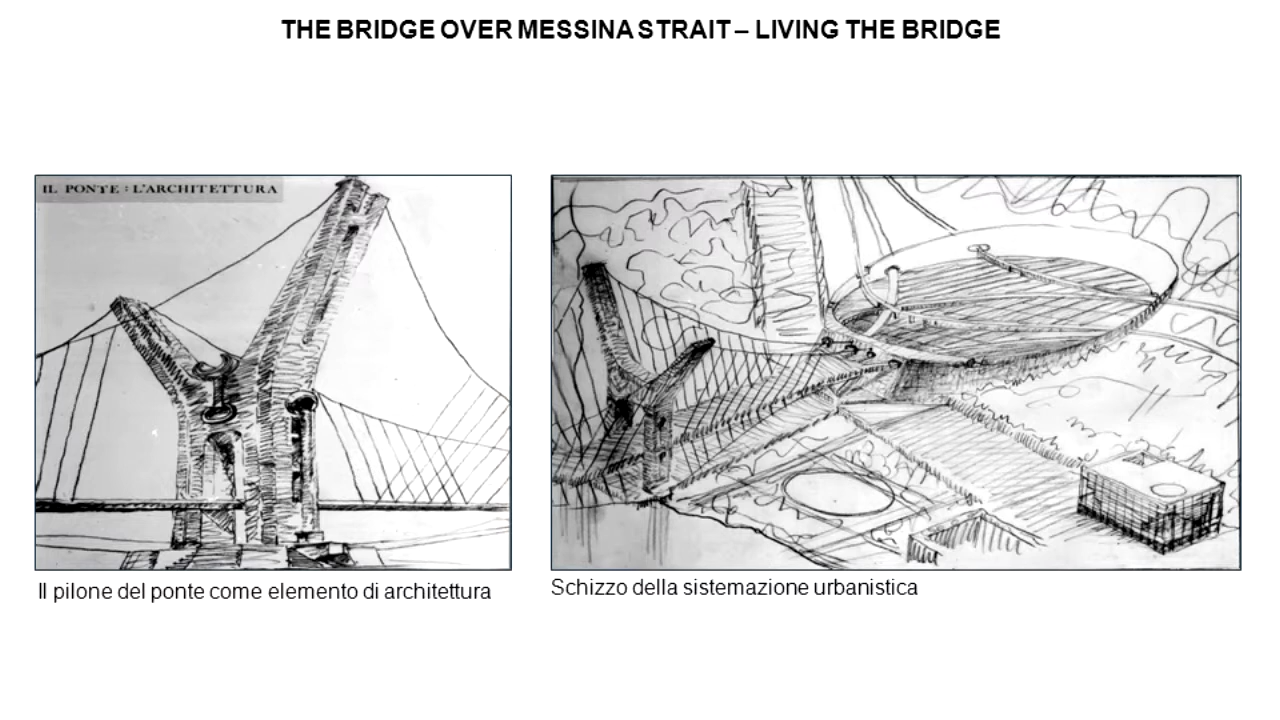 THE BRIDGE OVER MESSINA STRAIT – LIVING THE BRIDGE
IL PONTE : L'ARCHITETTURA
Il pilone del ponte come elemento di architettura
Schizzo della sistemazione urbanistica